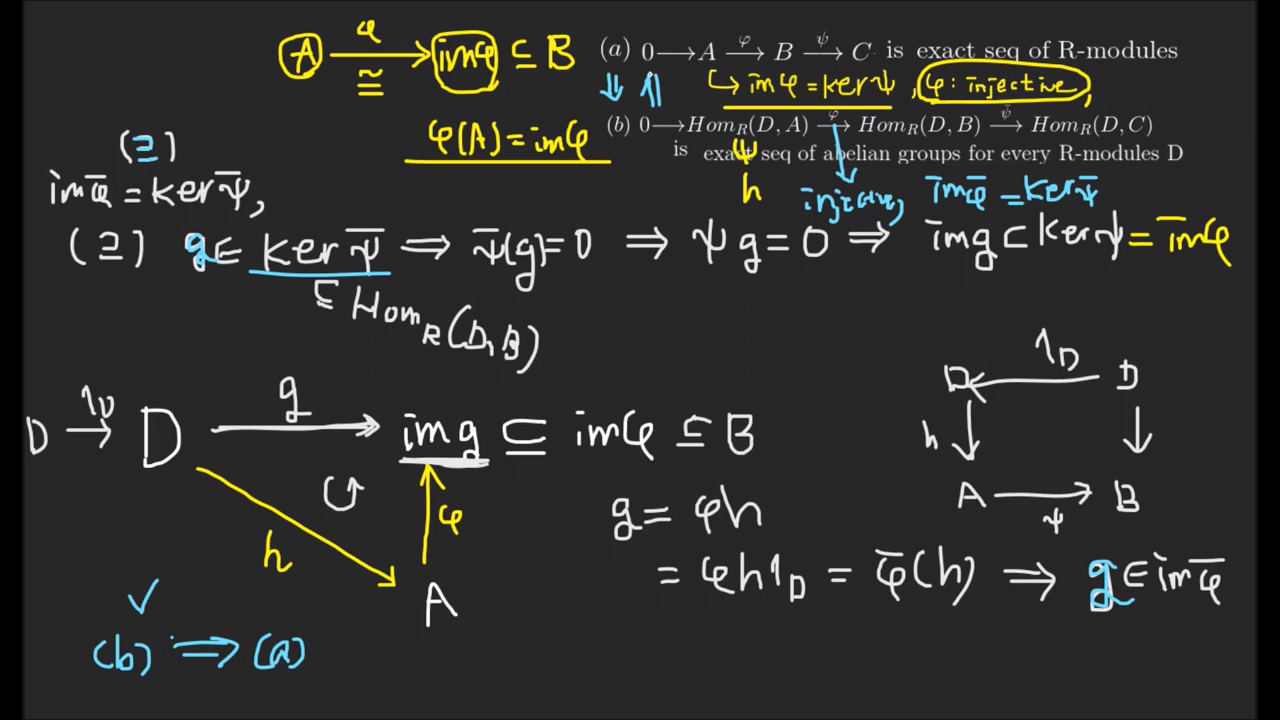 A —φ→ imφ ⊆ B
≅
φ(A) = imφ
(a) 0 ⟶ A —φ→ B —ψ→ C is exact seq of R-modules
⇓ ⇑ ↪ imφ = kerψ , φ : injective,
(b) 0 ⟶ Hom_R(D, A) —φ̄→ Hom_R(D, B) —ψ̄→ Hom_R(D, C)
is exact seq of abelian groups for every R-modules D
h injective, imφ̄ = kerψ̄
(⊇)
imφ̄ = kerψ̄,
(⊇) g ∈ kerψ̄ ⟹ ψ̄(g) = 0 ⟹ ψg = 0 ⟹ img ⊂ kerψ = imφ
⊆ Hom_R(D, B)
D —1_D→ D —g→ img ⊆ imφ ⊆ B
↺ φ
h
A
D ←1_D— D
h ↓ ↓
A —ψ→ B
g = φh
= φh1_D = φ̄(h) ⟹ g ∈ imφ̄
✓
(b) ⟹ (a)